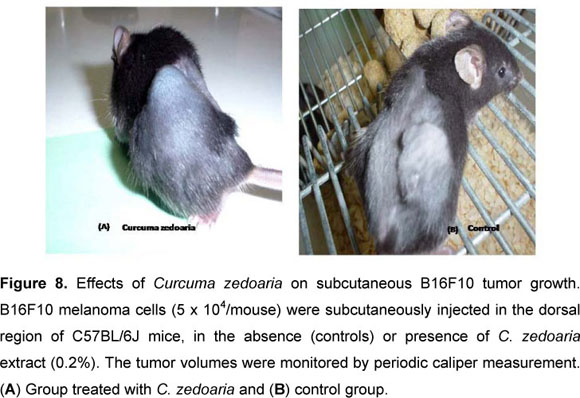 (A) Curcuma zedoaria
(B) Control
Figure 8. Effects of Curcuma zedoaria on subcutaneous B16F10 tumor growth.
B16F10 melanoma cells (5 x 10⁴/mouse) were subcutaneously injected in the dorsal
region of C57BL/6J mice, in the absence (controls) or presence of C. zedoaria
extract (0.2%). The tumor volumes were monitored by periodic caliper measurement.
(A) Group treated with C. zedoaria and (B) control group.